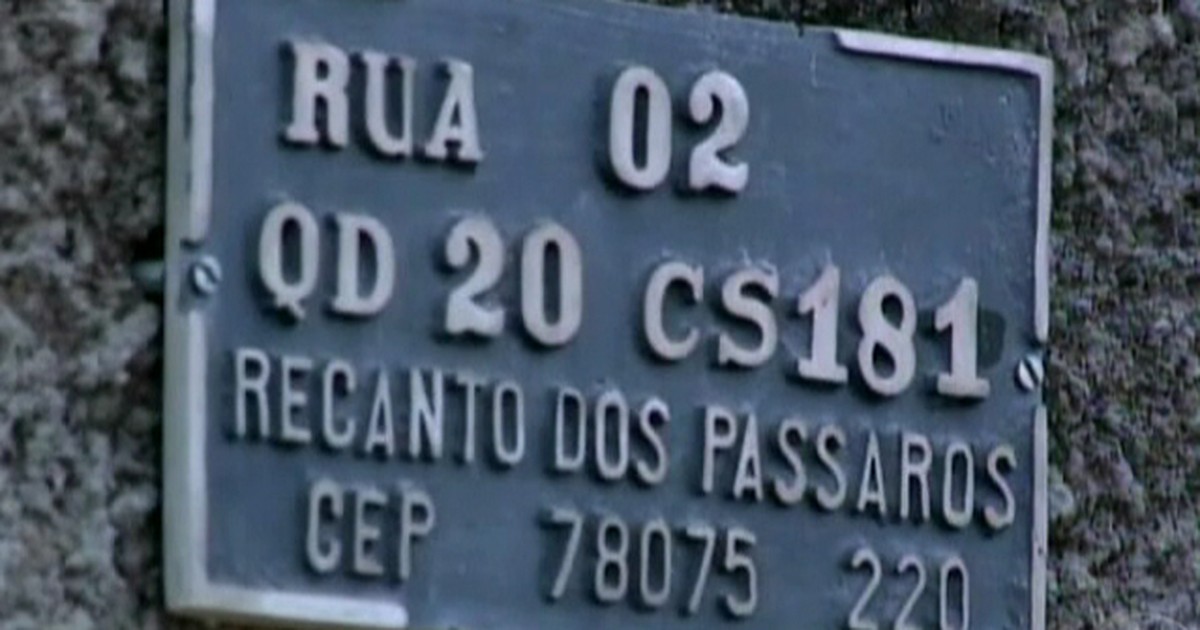 RUA 02
QD 20 CS181
RECANTO DOS PASSAROS
CEP 78075 220